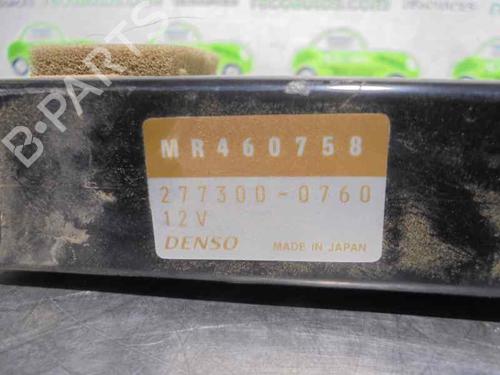 B-PARTS
MR460758
277300-0760
12V
DENSO MADE IN JAPAN